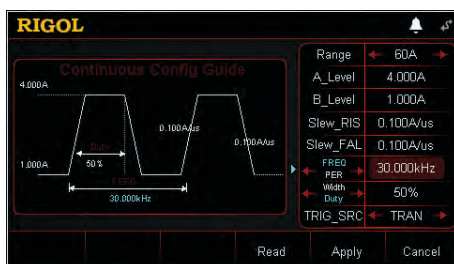 RIGOL
Continuous Config Guide
4.000A
0.100A/us
0.100A/us
Duty
50%
1.000A
30.000kHz
Range 60A
A_Level 4.000A
B_Level 1.000A
Slew_RIS 0.100A/us
Slew_FAL 0.100A/us
FREQ
PER
30.000kHz
Width
Duty
50%
TRIG_SRC TRAN
Read Apply Cancel